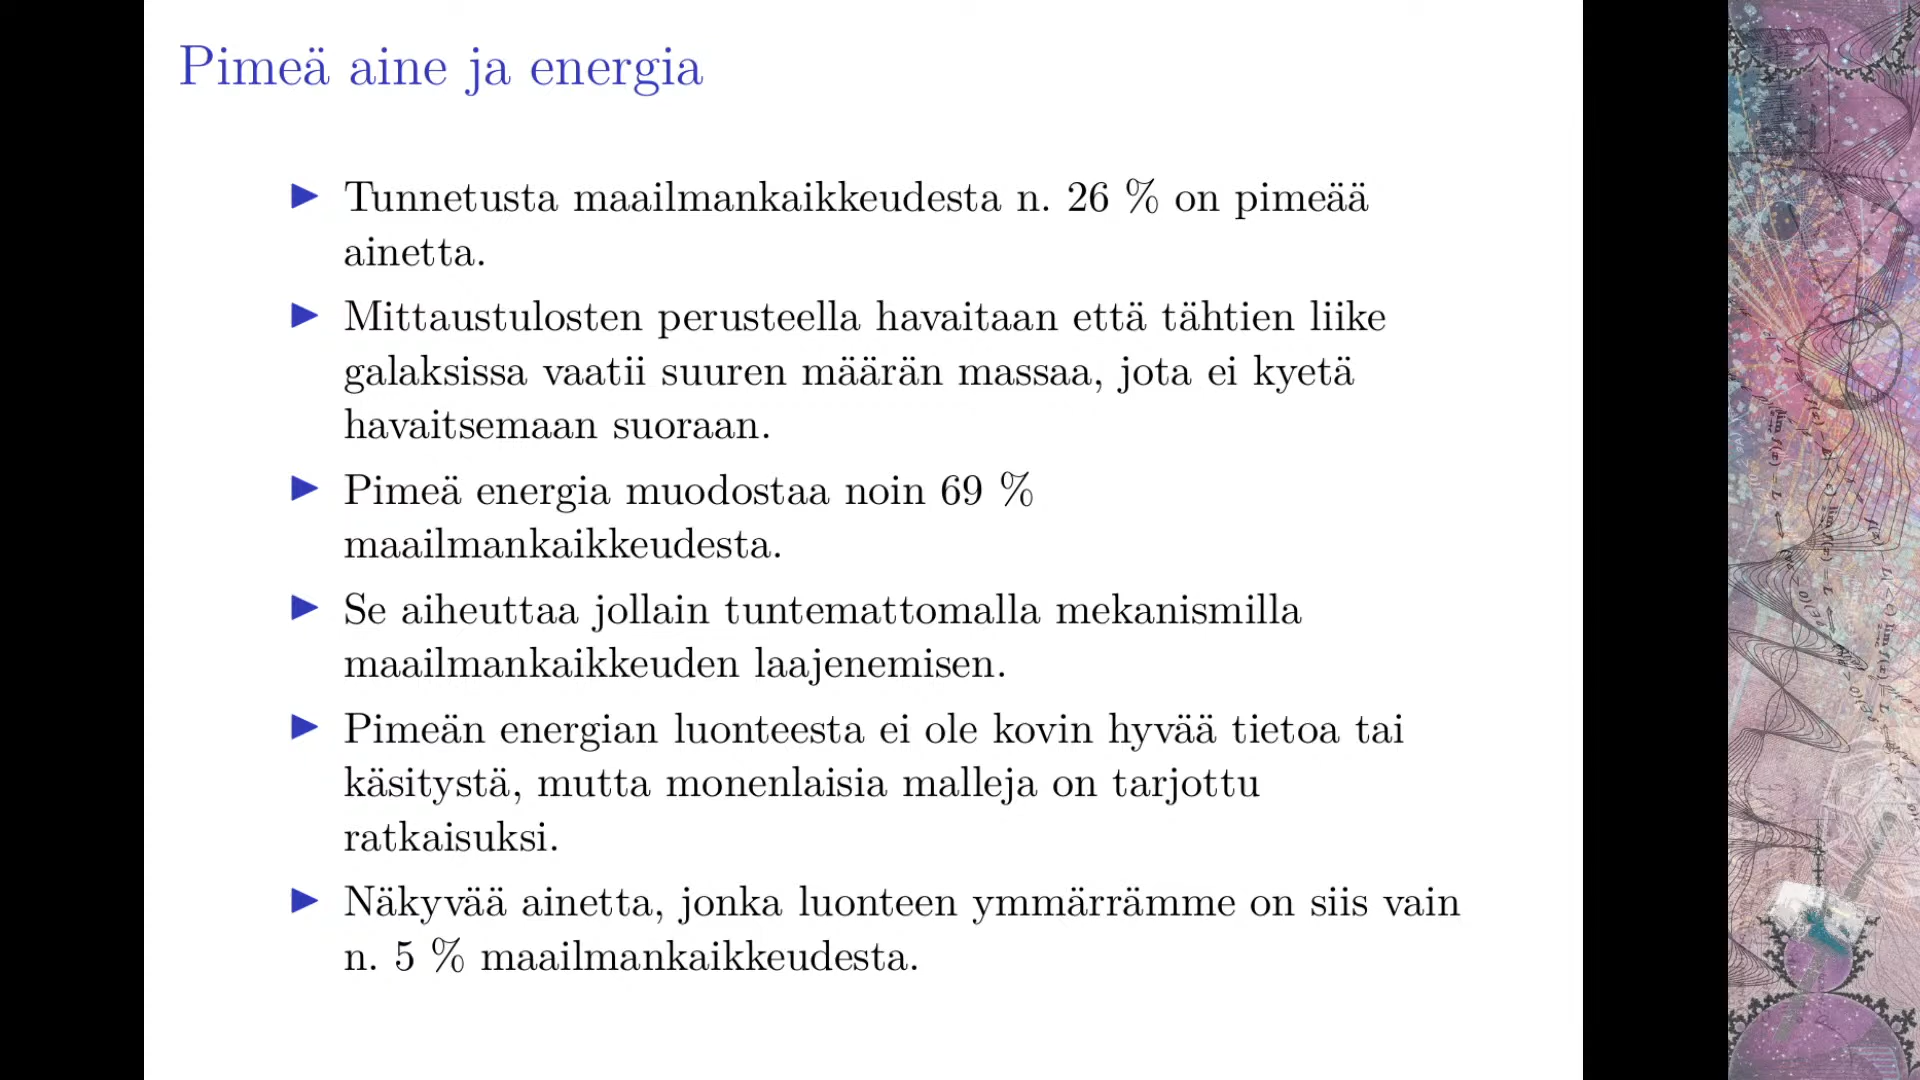 Pimeä aine ja energia
Tunnetusta maailmankaikkeudesta n. 26 % on pimeää
ainetta.
Mittaustulosten perusteella havaitaan että tähtien liike
galaksissa vaatii suuren määrän massaa, jota ei kyetä
havaitsemaan suoraan.
Pimeä energia muodostaa noin 69 %
maailmankaikkeudesta.
Se aiheuttaa jollain tuntemattomalla mekanismilla
maailmankaikkeuden laajenemisen.
Pimeän energian luonteesta ei ole kovin hyvää tietoa tai
käsitystä, mutta monenlaisia malleja on tarjottu
ratkaisuksi.
Näkyvää ainetta, jonka luonteen ymmärrämme on siis vain
n. 5 % maailmankaikkeudesta.